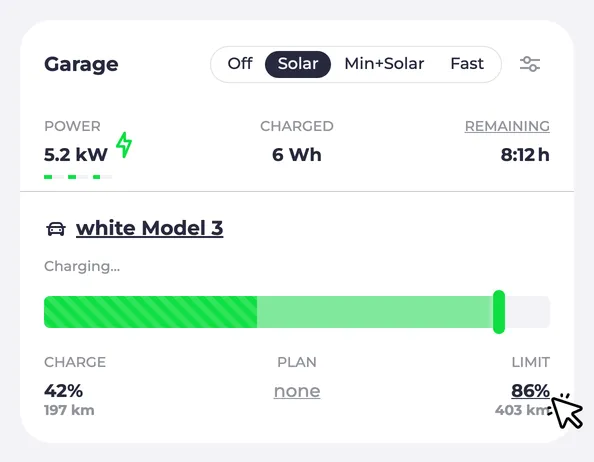 Garage Off Solar Min+Solar Fast
POWER CHARGED REMAINING
5.2 kW 6 Wh 8:12 h
white Model 3
Charging...
CHARGE PLAN LIMIT
42% none 86%
197 km 403 km